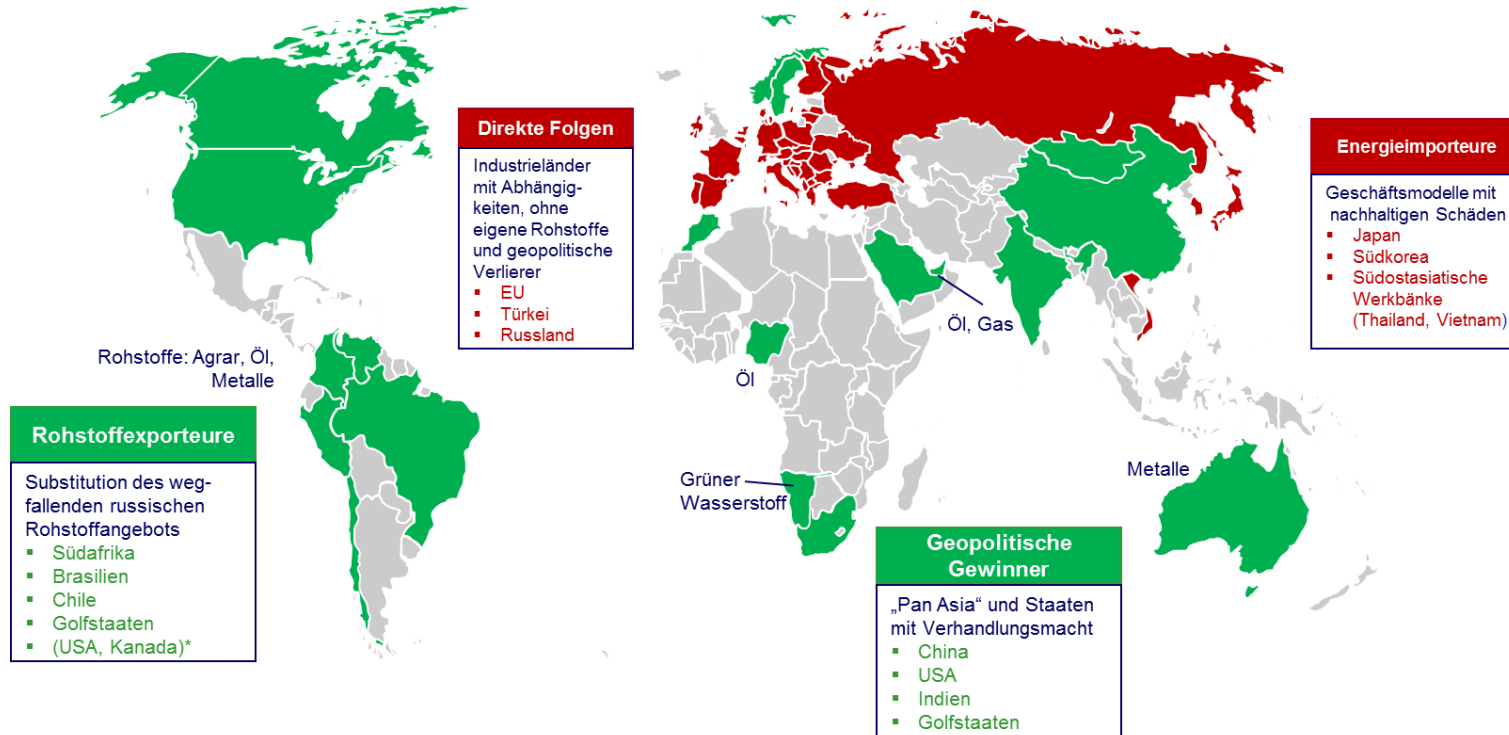 Direkte Folgen
Industrieländer
mit Abhängig-
keiten, ohne
eigene Rohstoffe
und geopolitische
Verlierer
▪ EU
▪ Türkei
▪ Russland
Energieimporteure
Geschäftsmodelle mit
nachhaltigen Schäden
▪ Japan
▪ Südkorea
▪ Südostasiatische
Werkbänke
(Thailand, Vietnam)
Rohstoffe: Agrar, Öl,
Metalle
Öl, Gas
Öl
Rohstoffexporteure
Substitution des weg-
fallenden russischen
Rohstoffangebots
▪ Südafrika
▪ Brasilien
▪ Chile
▪ Golfstaaten
▪ (USA, Kanada)*
Grüner
Wasserstoff
Metalle
Geopolitische
Gewinner
„Pan Asia“ und Staaten
mit Verhandlungsmacht
▪ China
▪ USA
▪ Indien
▪ Golfstaaten